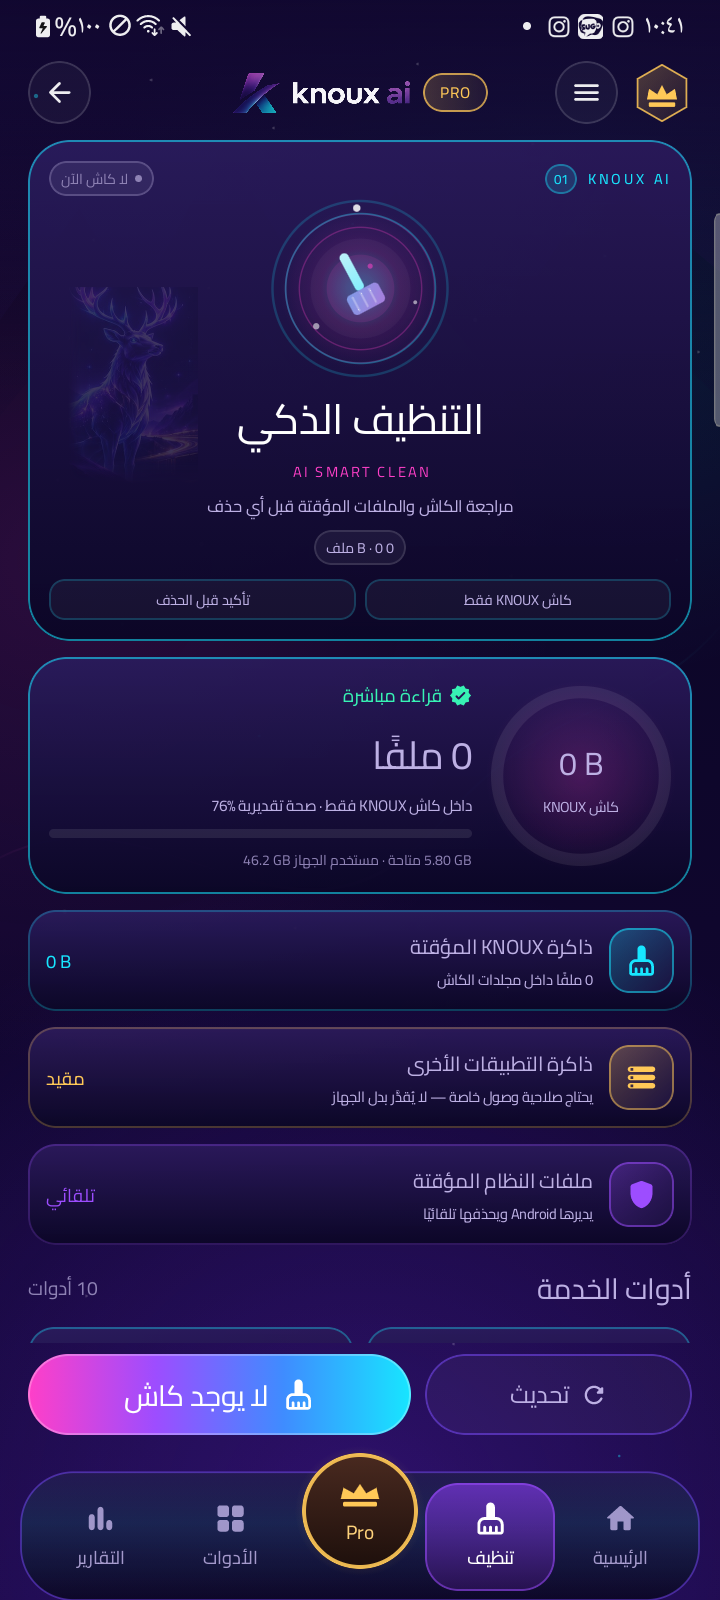 ١٠:٤١
%١٠٠
knoux ai PRO
01 KNOUX AI
لا كاش الآن
التنظيف الذكي
AI SMART CLEAN
مراجعة الكاش والملفات المؤقتة قبل أي حذف
0 B · 0 ملف
كاش KNOUX فقط
تأكيد قبل الحذف
0 B
كاش KNOUX
قراءة مباشرة
0 ملفًا
داخل كاش KNOUX فقط · صحة تقديرية 76%
5.80 GB متاحة · مستخدم الجهاز 46.2 GB
ذاكرة KNOUX المؤقتة
0 ملفًا داخل مجلدات الكاش
0 B
ذاكرة التطبيقات الأخرى
يحتاج صلاحية وصول خاصة — لا يُقدَّر بدل الجهاز
مقيد
ملفات النظام المؤقتة
يديرها Android ويحذفها تلقائيًا
تلقائي
أدوات الخدمة
10 أدوات
تحديث
لا يوجد كاش
الرئيسية
تنظيف
Pro
الأدوات
التقارير